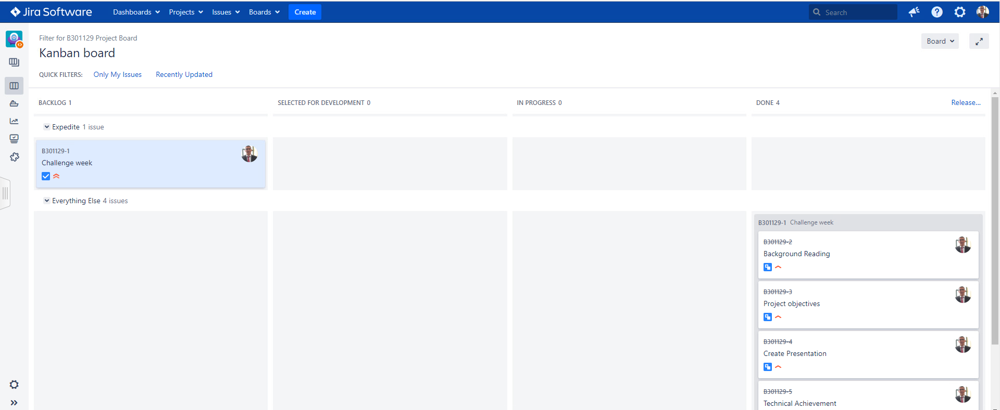 Jira Software Dashboards Projects Issues Boards Create Search
Filter for B301129 Project Board
Kanban board
Board
QUICK FILTERS: Only My Issues Recently Updated
BACKLOG 1 SELECTED FOR DEVELOPMENT 0 IN PROGRESS 0 DONE 4 Release...
Expedite 1 issue
B301129-1
Challenge week
Everything Else 4 issues
B301129-1 Challenge week
B301129-2
Background Reading
B301129-3
Project objectives
B301129-4
Create Presentation
B301129-5
Technical Achievement